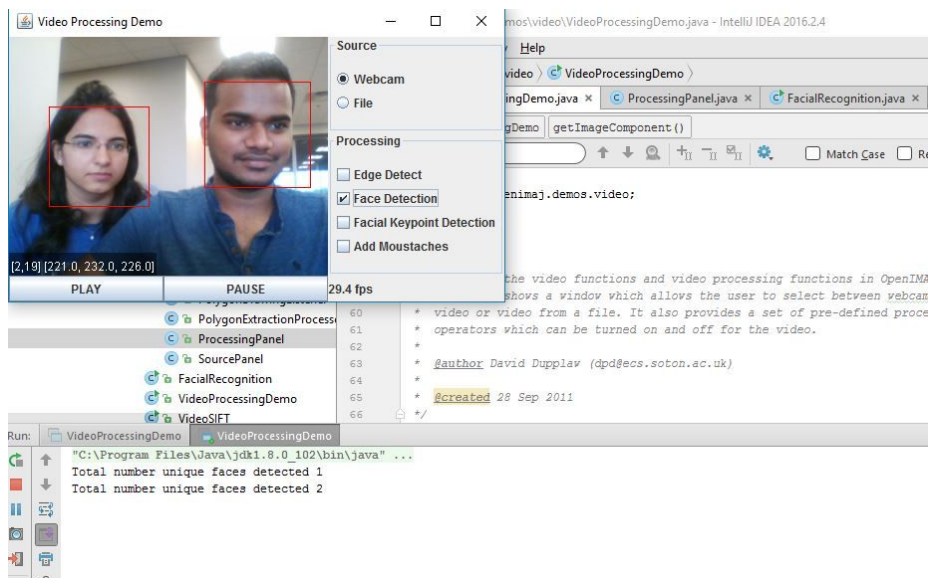 Video Processing Demo
Source
Webcam
File
Processing
Edge Detect
Face Detection
Facial Keypoint Detection
Add Moustaches
[2,19] [221.0, 232.0, 226.0]
PLAY
PAUSE
29.4 fps
mos\video\VideoProcessingDemo.java - IntelliJ IDEA 2016.2.4
Help
video
VideoProcessingDemo
ingDemo.java
ProcessingPanel.java
FacialRecognition.java
gDemo
getImageComponent()
Match Case
Re
enimaj.demos.video;
the video functions and video processing functions in OpenIMA
shows a window which allows the user to select between webcam
60 * video or video from a file. It also provides a set of pre-defined proce
61 * operators which can be turned on and off for the video.
62 *
63 * @author David Dupplaw (dpd@ecs.soton.ac.uk)
64 *
65 * @created 28 Sep 2011
66 */
PolygonExtractionProcess
ProcessingPanel
SourcePanel
FacialRecognition
VideoProcessingDemo
VideoSIFT
Run:
VideoProcessingDemo
VideoProcessingDemo
"C:\Program Files\Java\jdk1.8.0_102\bin\java" ...
Total number unique faces detected 1
Total number unique faces detected 2